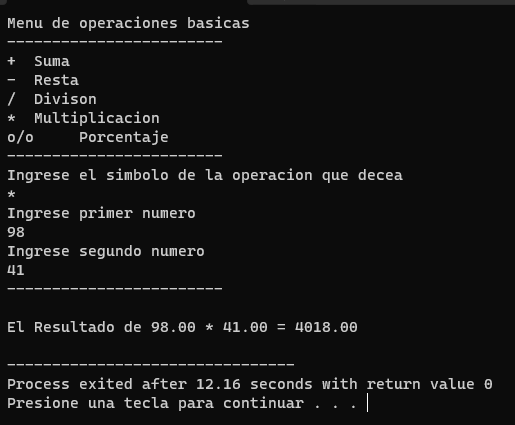 Menu de operaciones basicas
------------------------
+  Suma
-  Resta
/  Divison
*  Multiplicacion
o/o     Porcentaje
------------------------
Ingrese el simbolo de la operacion que decea
*
Ingrese primer numero
98
Ingrese segundo numero
41
------------------------
El Resultado de 98.00 * 41.00 = 4018.00
--------------------------------
Process exited after 12.16 seconds with return value 0
Presione una tecla para continuar . . .